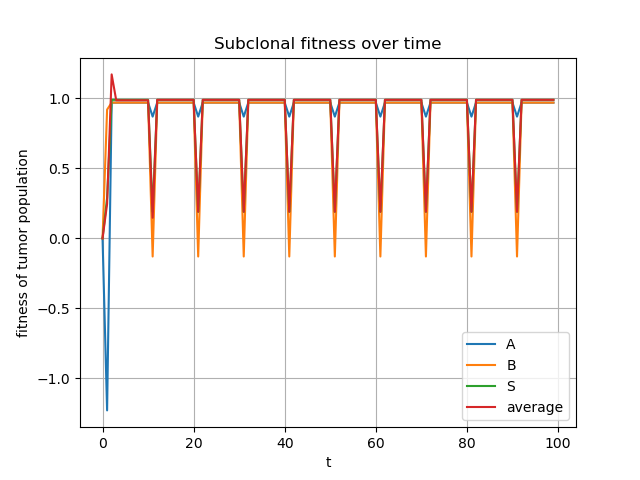 Subclonal fitness over time
fitness of tumor population
1.0
0.5
0.0
−0.5
−1.0
0 20 40 60 80 100
t
A
B
S
average